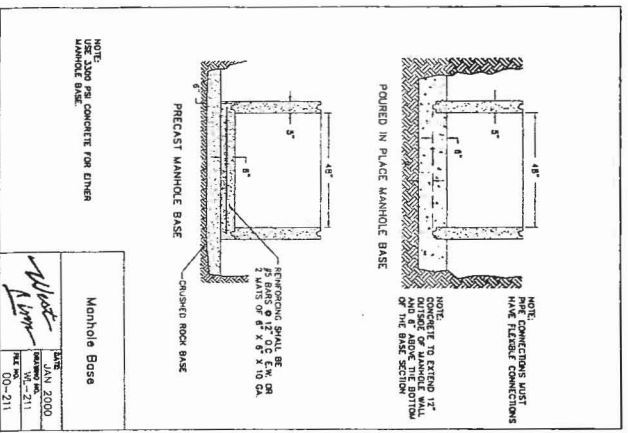 NOTE:
PIPE CONNECTIONS MUST
HAVE FLEXIBLE CONNECTIONS
48"
5"
6"
NOTE:
CONCRETE TO EXTEND 12"
OUTSIDE OF MANHOLE WALL
AND 6" ABOVE THE BOTTOM
OF THE BASE SECTION
POURED IN PLACE MANHOLE BASE
48"
5"
8"
6"
REINFORCING SHALL BE
#5 BARS @ 12" O.C. E.W. OR
2 MATS OF 6" X 6" X 10 GA.
CRUSHED ROCK BASE
PRECAST MANHOLE BASE
NOTE:
USE 3300 PSI CONCRETE FOR EITHER
MANHOLE BASE.
Manhole Base
West Linn
DATE
JAN 2000
DRAWING NO.
WL-211
FILE NO.
00-211